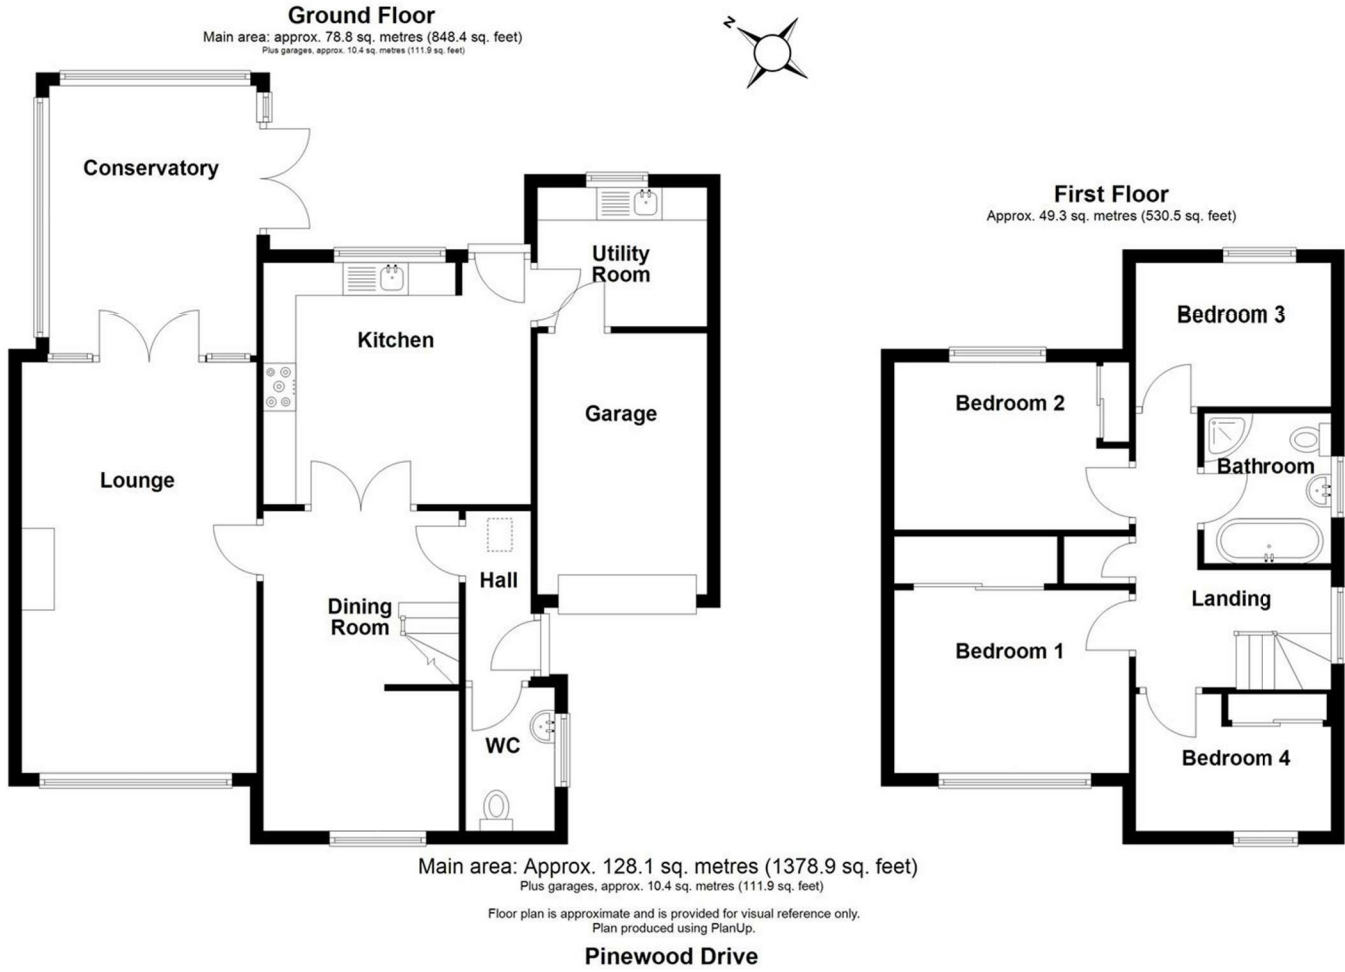 Ground Floor
Main area: approx. 78.8 sq. metres (848.4 sq. feet)
Plus garages, approx. 10.4 sq. metres (111.9 sq. feet)
N
Conservatory
Utility
Room
Kitchen
Garage
Lounge
Hall
Dining
Room
WC
First Floor
Approx. 49.3 sq. metres (530.5 sq. feet)
Bedroom 3
Bedroom 2
Bathroom
Landing
Bedroom 1
Bedroom 4
Main area: Approx. 128.1 sq. metres (1378.9 sq. feet)
Plus garages, approx. 10.4 sq. metres (111.9 sq. feet)
Floor plan is approximate and is provided for visual reference only.
Plan produced using PlanUp.
Pinewood Drive